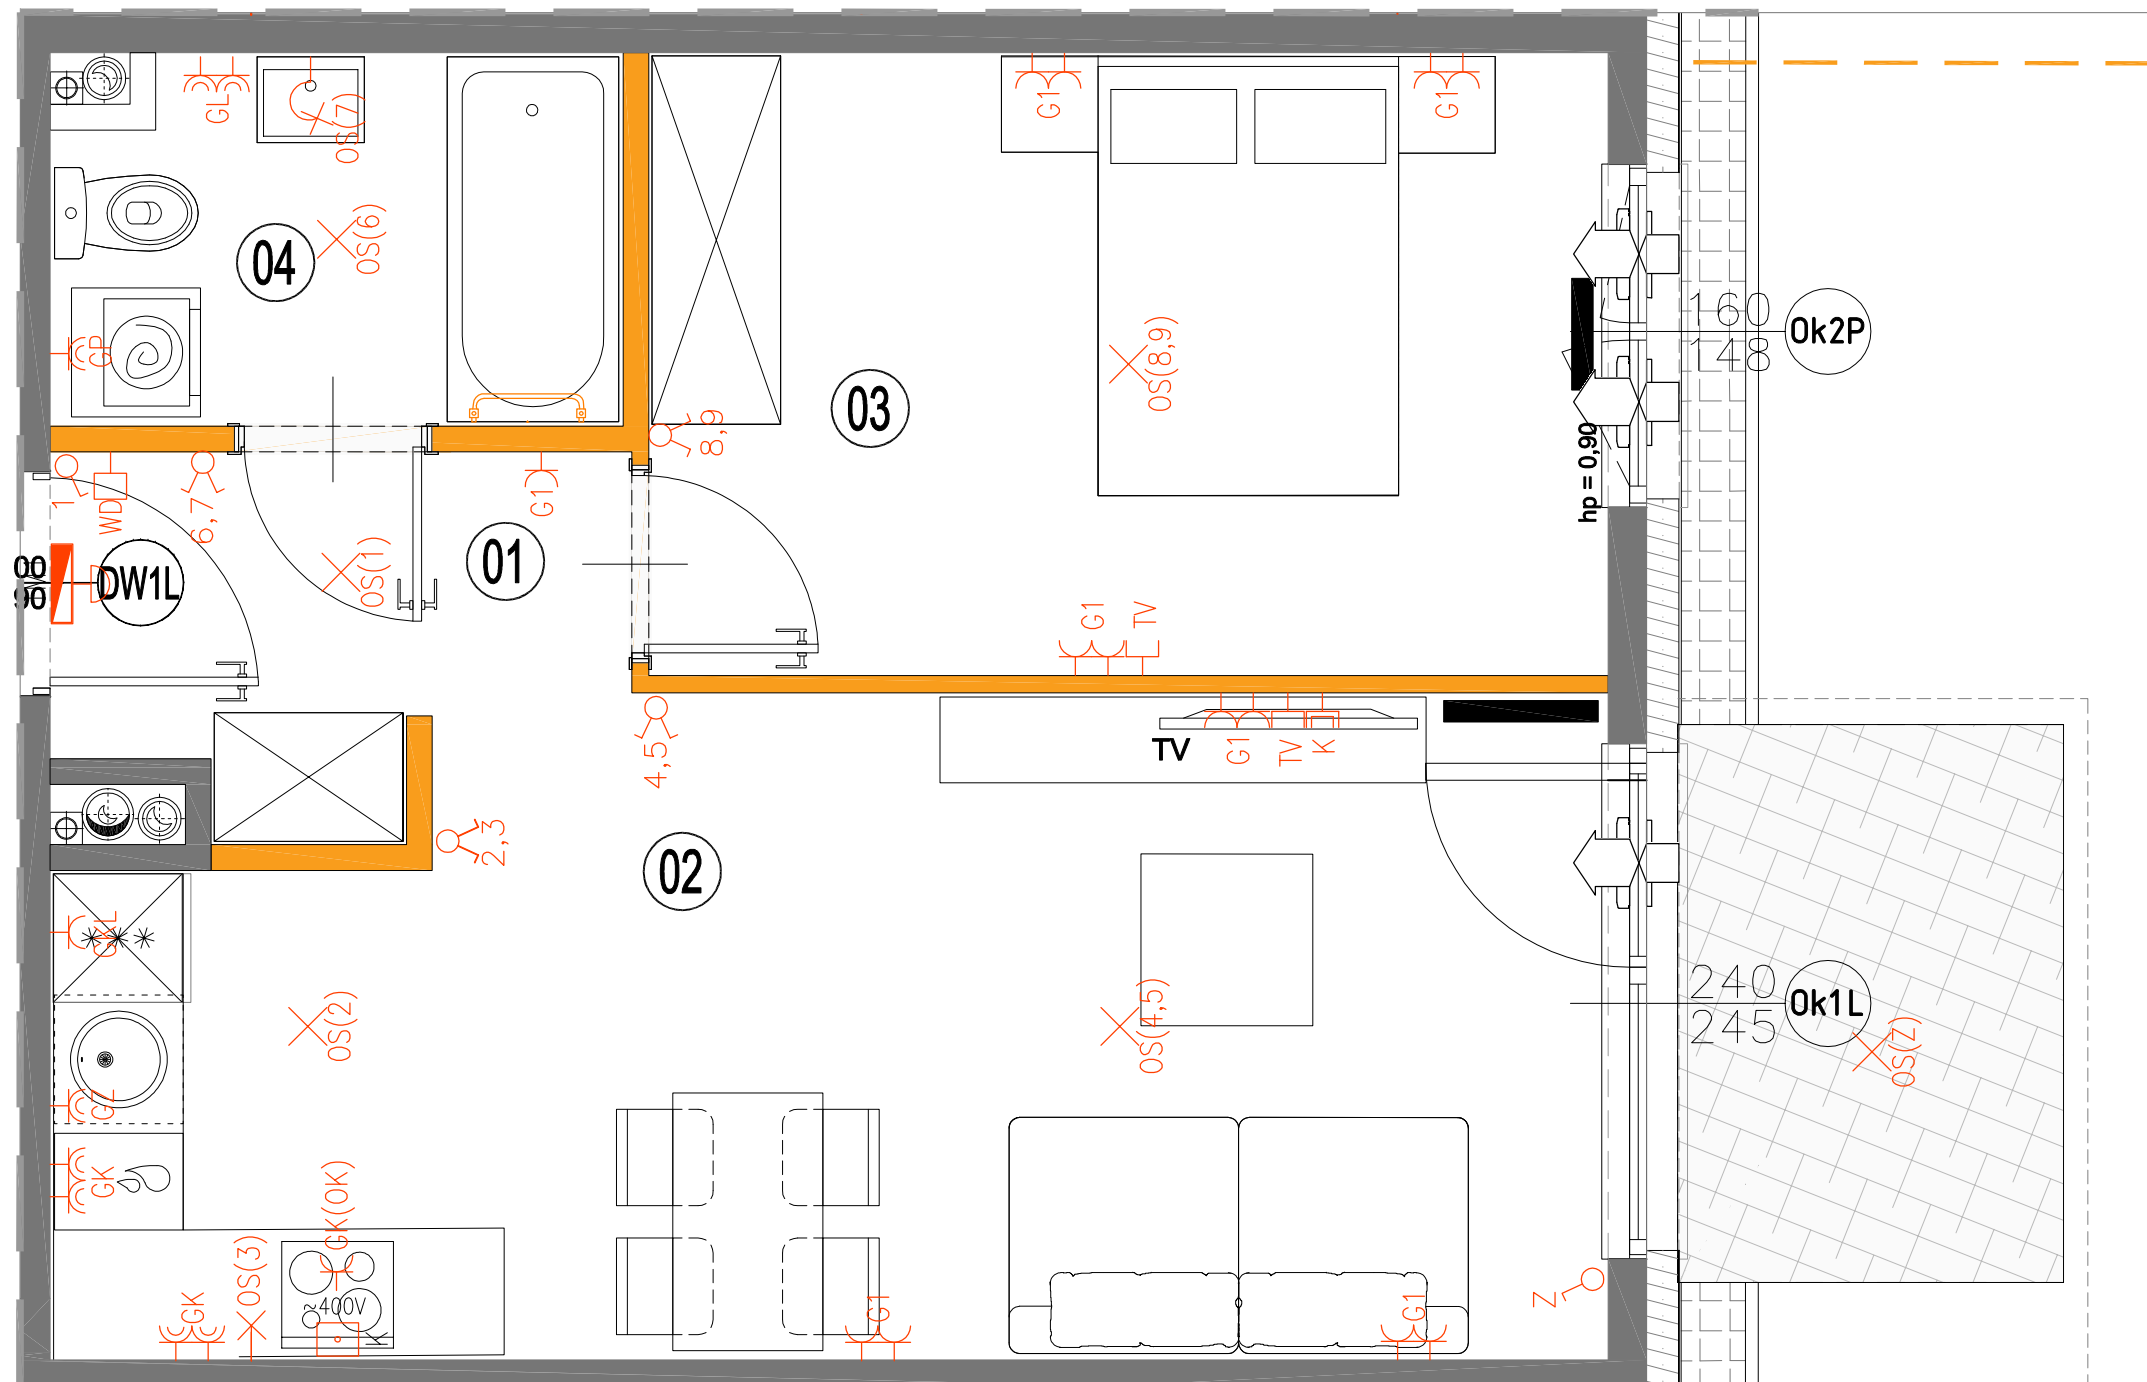 GL
OS(7)
G1
G1
OS(6)
04
GP
OS(8,9)
03
160
148
Ok2P
8,9
hp = 0,90
1
WD
6,7
G1
OS(1)
01
00
90
DW1L
G1
TV
4,5
TV
G1
TV
K
2,3
02
OS(2)
OS(4,5)
240
245
Ok1L
OS(Z)
GZ
GK
GK(OK)
OS(3)
GK
~400V
K
G1
G1
Z